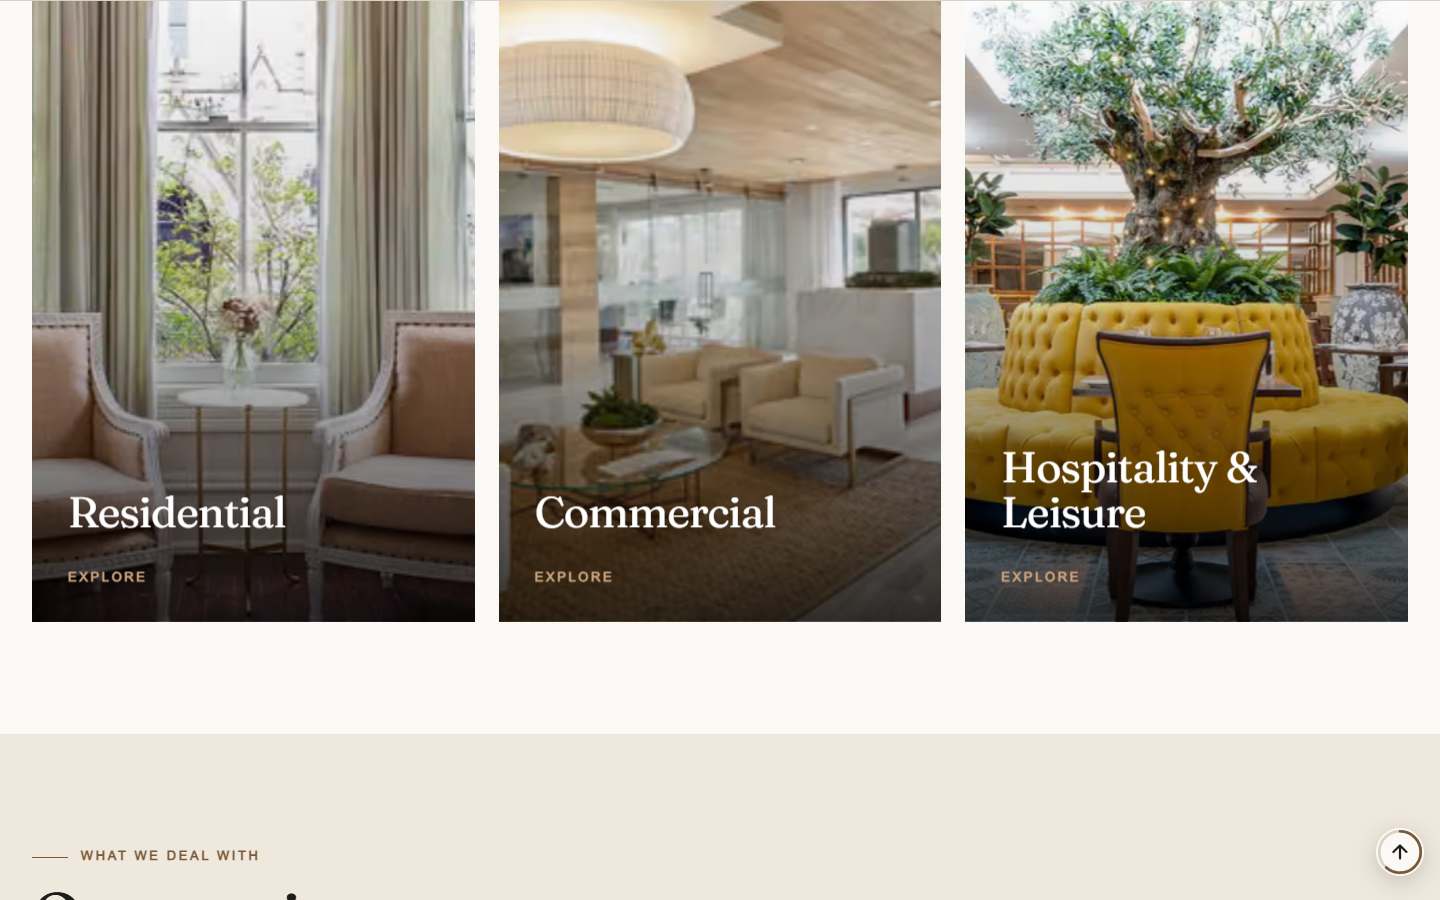 Residential
EXPLORE
Commercial
EXPLORE
Hospitality &
Leisure
EXPLORE
WHAT WE DEAL WITH